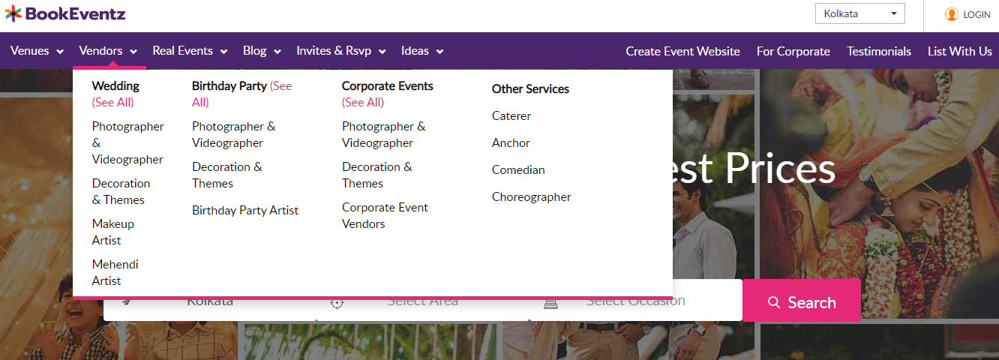 BookEventz
Kolkata
LOGIN
Venues Vendors Real Events Blog Invites & Rsvp Ideas Create Event Website For Corporate Testimonials List With Us
Wedding
(See All)
Photographer
&
Videographer
Decoration
& Themes
Makeup
Artist
Mehendi
Artist
Birthday Party (See
All)
Photographer &
Videographer
Decoration &
Themes
Birthday Party Artist
Corporate Events
(See All)
Photographer &
Videographer
Decoration &
Themes
Corporate Event
Vendors
Other Services
Caterer
Anchor
Comedian
Choreographer
est Prices
Kolkata Select Area Select Occasion Search